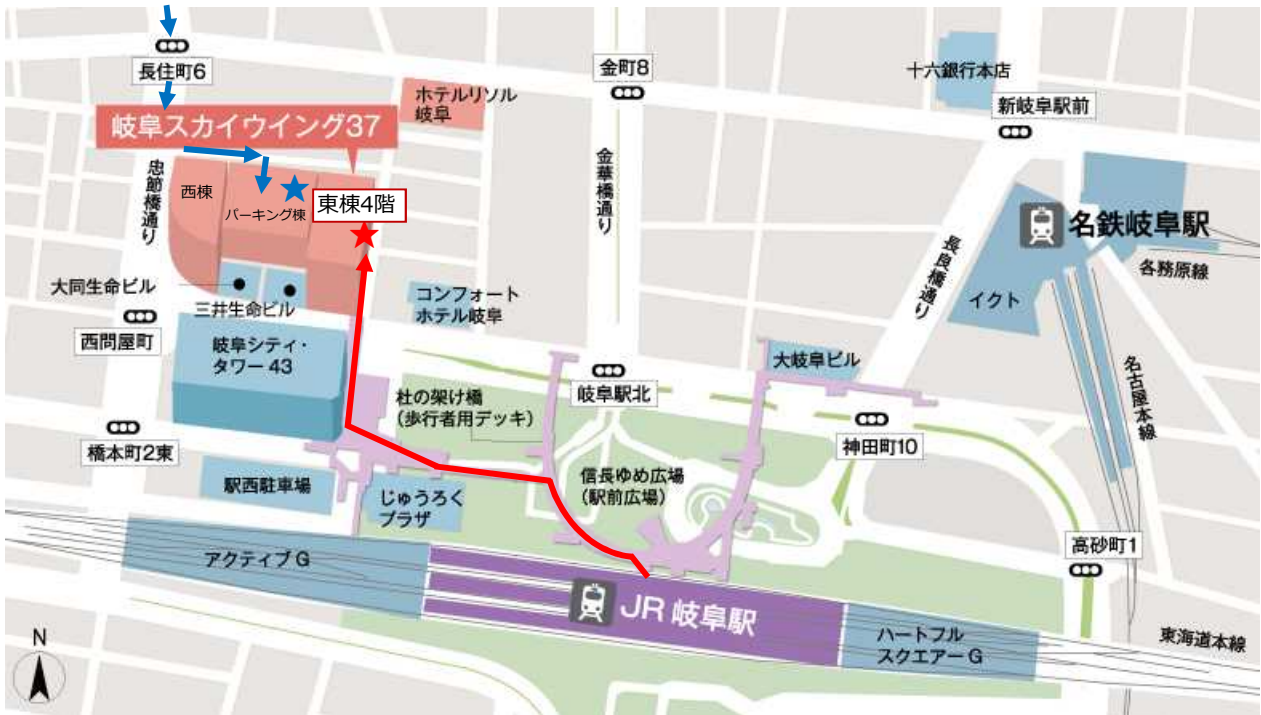 長住町6
金町8
十六銀行本店
新岐阜駅前
ホテルリソル
岐阜
岐阜スカイウイング37
忠節橋通り
西棟
パーキング棟
東棟4階
金華橋通り
名鉄岐阜駅
各務原線
長良橋通り
イクト
大同生命ビル
三井生命ビル
コンフォート
ホテル岐阜
西問屋町
岐阜シティ・
タワー43
大岐阜ビル
名古屋本線
杜の架け橋
(歩行者用デッキ)
岐阜駅北
神田町10
橋本町2東
駅西駐車場
じゅうろく
プラザ
信長ゆめ広場
(駅前広場)
高砂町1
アクティブG
JR岐阜駅
ハートフル
スクエアーG
東海道本線
N